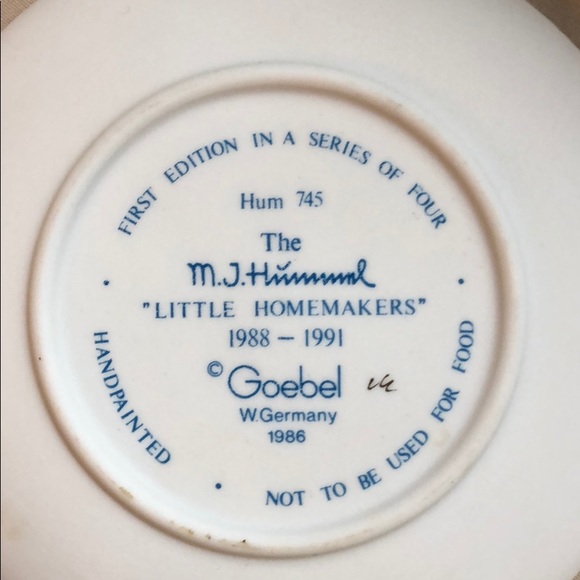 FIRST EDITION IN A SERIES OF FOUR
Hum 745
The
M.J.Hummel
"LITTLE HOMEMAKERS"
1988 – 1991
© Goebel
W.Germany
1986
HANDPAINTED
NOT TO BE USED FOR FOOD